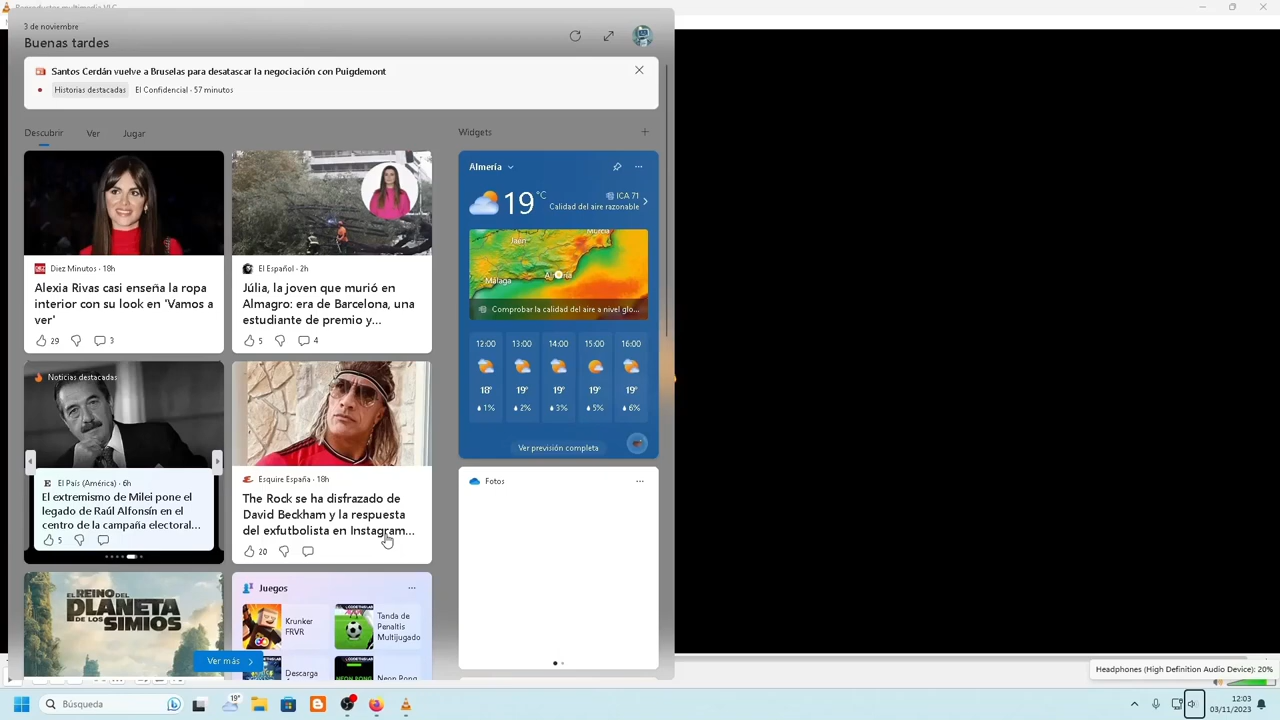 3 de noviembre
Buenas tardes
Santos Cerdán vuelve a Bruselas para desatascar la negociación con Puigdemont
Historias destacadas El Confidencial · 57 minutos
Descubrir Ver Jugar
Diez Minutos · 18h
Alexia Rivas casi enseña la ropa
interior con su look en 'Vamos a
ver'
29 3
El Español · 2h
Júlia, la joven que murió en
Almagro: era de Barcelona, una
estudiante de premio y...
5 4
Noticias destacadas
El País (América) · 6h
El extremismo de Milei pone el
legado de Raúl Alfonsín en el
centro de la campaña electoral...
5
Esquire España · 18h
The Rock se ha disfrazado de
David Beckham y la respuesta
del exfutbolista en Instagram...
20
EL REINO DEL
PLANETA
DE LOS SIMIOS
Ver más
Juegos
Krunker
FRVR
Tanda de
Penaltis
Multijugado
Descarga
Neon Pong
Widgets
Almería
19 °C
ICA 71
Calidad del aire razonable
Jaén
Murcia
Almería
Málaga
Comprobar la calidad del aire a nivel glo...
12:00 13:00 14:00 15:00 16:00
18° 19° 19° 19° 19°
1% 2% 3% 5% 6%
Ver previsión completa
Fotos
Headphones (High Definition Audio Device): 20%
Búsqueda
19°
12:03
03/11/2023